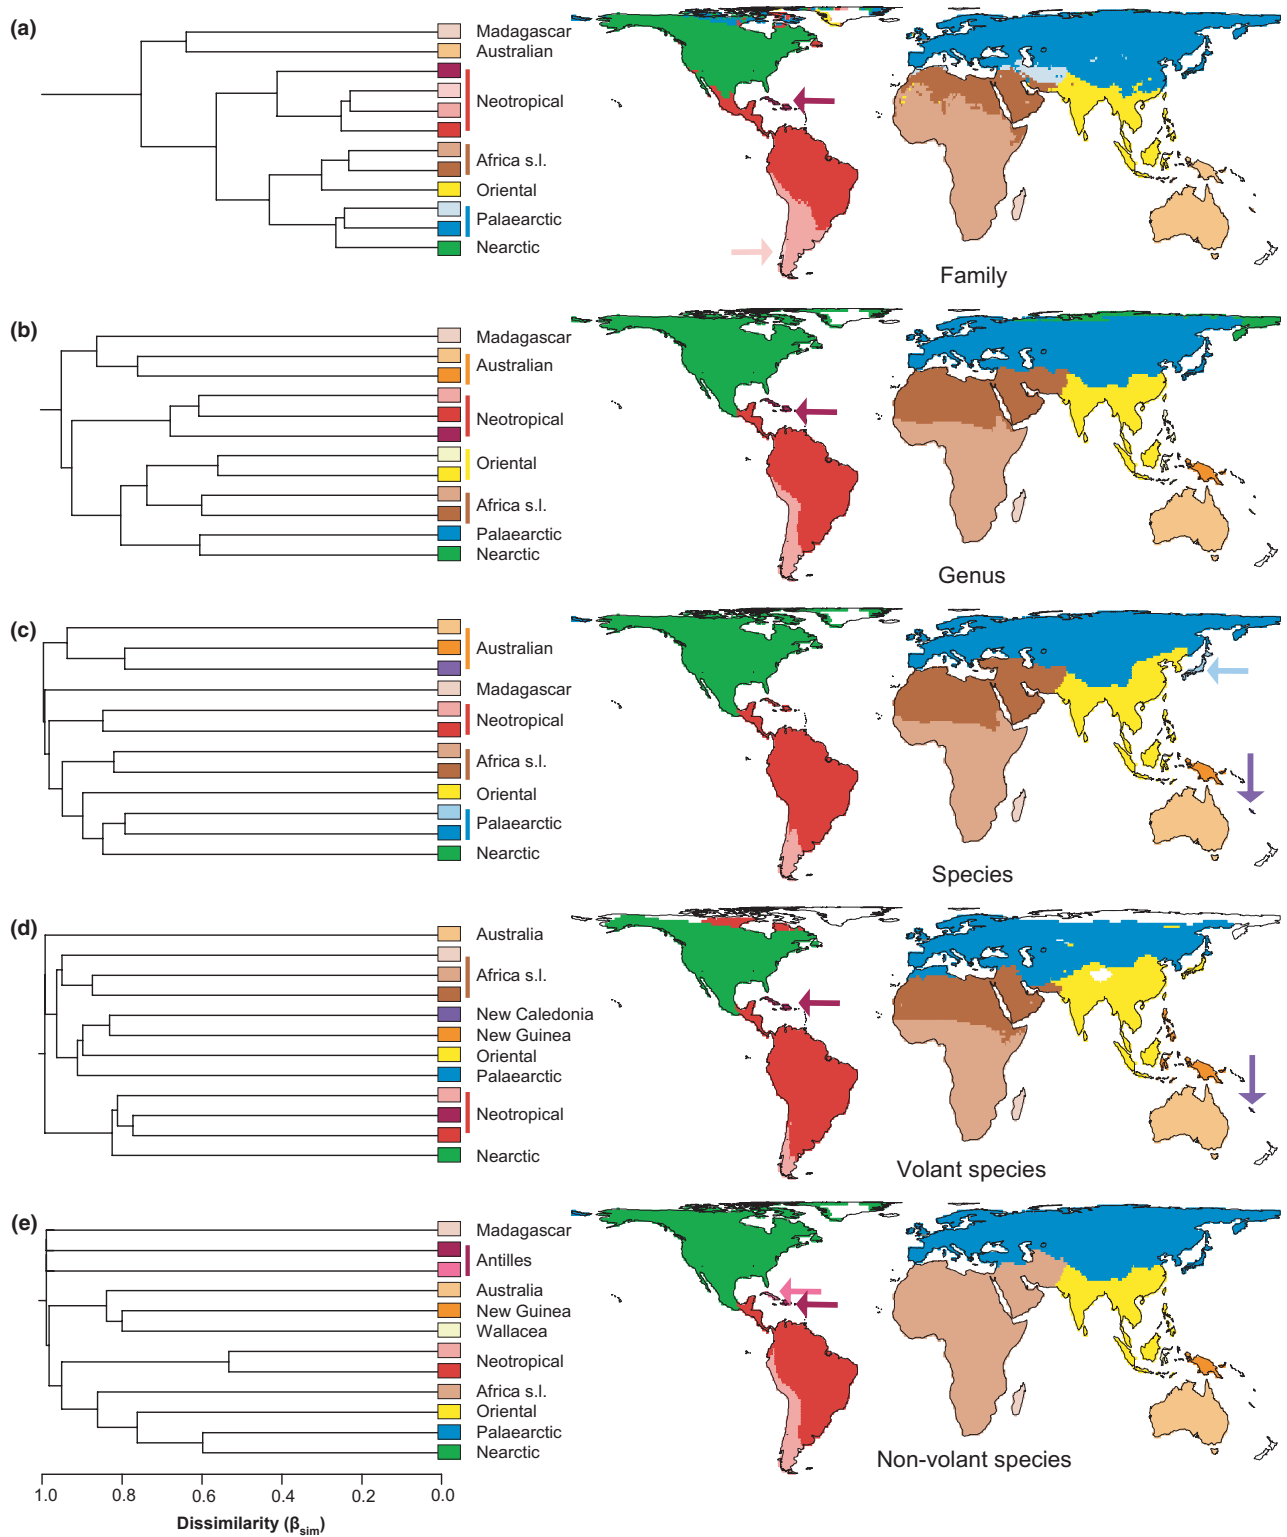 (a)
Madagascar
Australian
Neotropical
Africa s.l.
Oriental
Palaearctic
Nearctic
Family
(b)
Madagascar
Australian
Neotropical
Oriental
Africa s.l.
Palaearctic
Nearctic
Genus
(c)
Australian
Madagascar
Neotropical
Africa s.l.
Oriental
Palaearctic
Nearctic
Species
(d)
Australia
Africa s.l.
New Caledonia
New Guinea
Oriental
Palaearctic
Neotropical
Nearctic
Volant species
(e)
Madagascar
Antilles
Australia
New Guinea
Wallacea
Neotropical
Africa s.l.
Oriental
Palaearctic
Nearctic
Non-volant species
1.0 0.8 0.6 0.4 0.2 0.0
Dissimilarity (βsim)